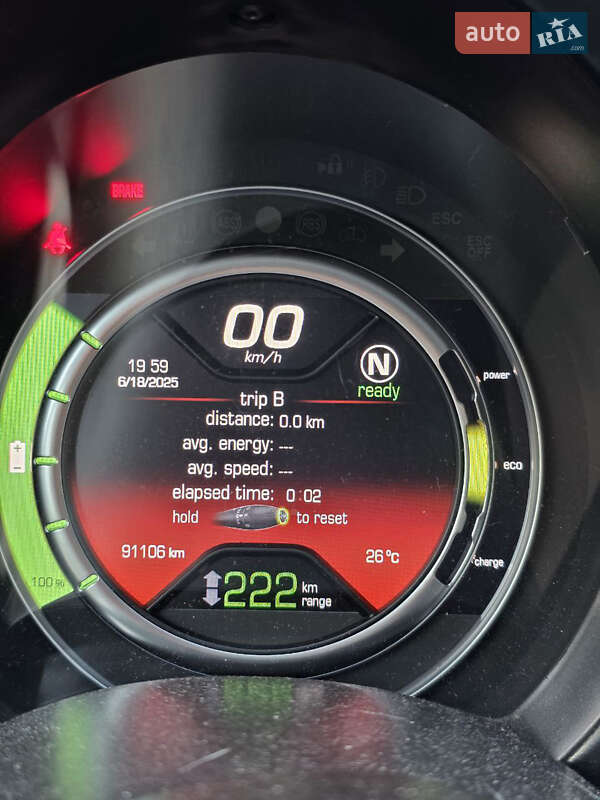 auto RIA.com
BRAKE
ESC
ESC
OFF
00
km/h
19 59
6/18/2025
N
ready
power
trip B
distance: 0.0 km
avg. energy: ---
avg. speed: ---
eco
elapsed time: 0:02
hold to reset
91106 km
26 °C
charge
100 %
222 km
range